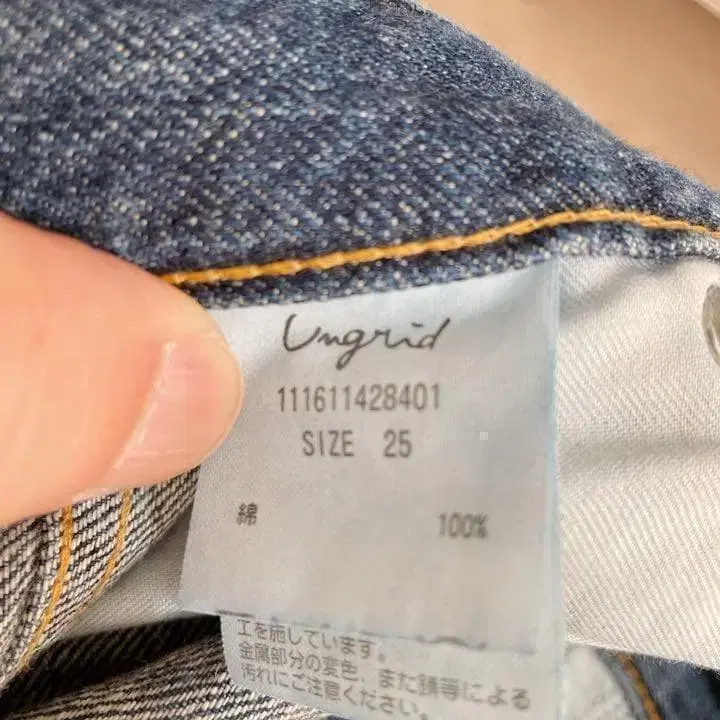 Ungrid
111611428401
SIZE 25
綿 100%
工を施しています。
金属部分の変色、また錆等による
汚れにご注意ください。